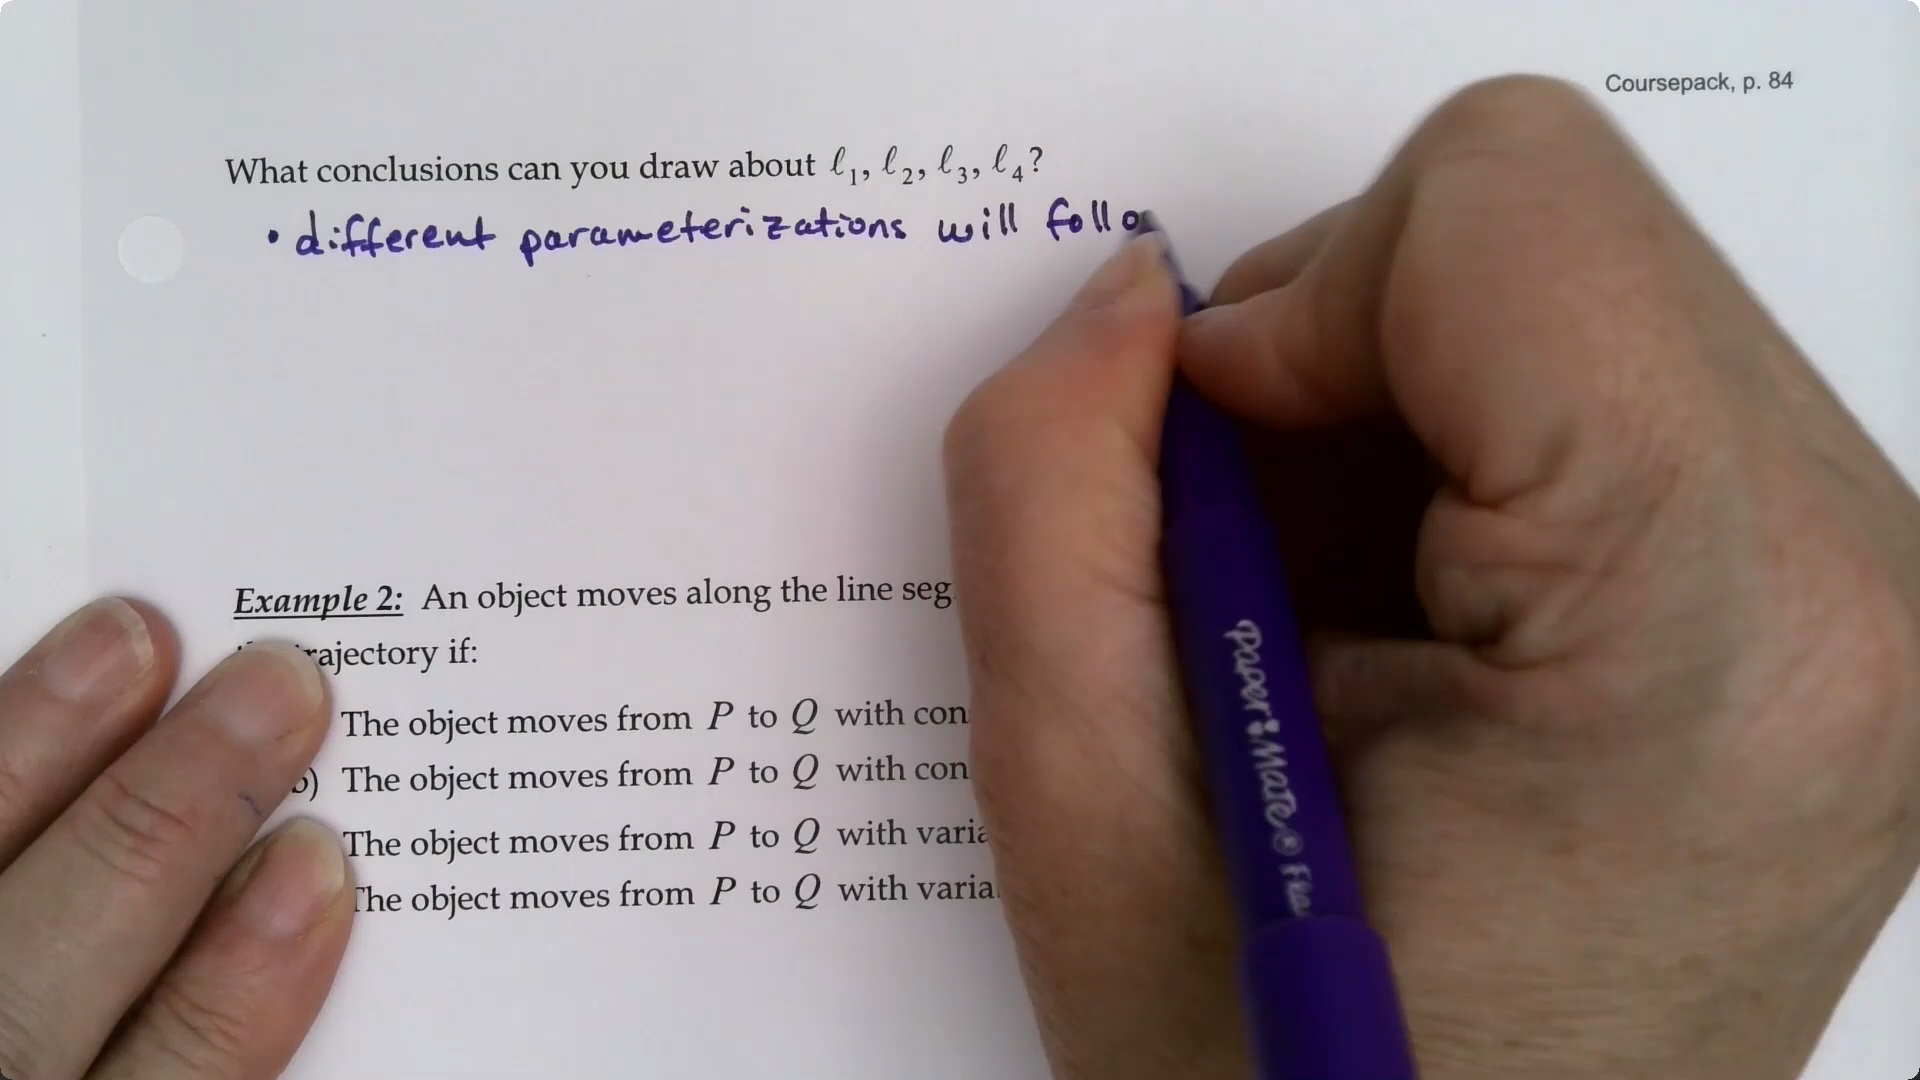 Coursepack, p. 84
What conclusions can you draw about ℓ₁, ℓ₂, ℓ₃, ℓ₄?
• different parameterizations will follo
Example 2: An object moves along the line seg
rajectory if:
The object moves from P to Q with con
b) The object moves from P to Q with con
The object moves from P to Q with varia
The object moves from P to Q with varia
paper:mate® Fla